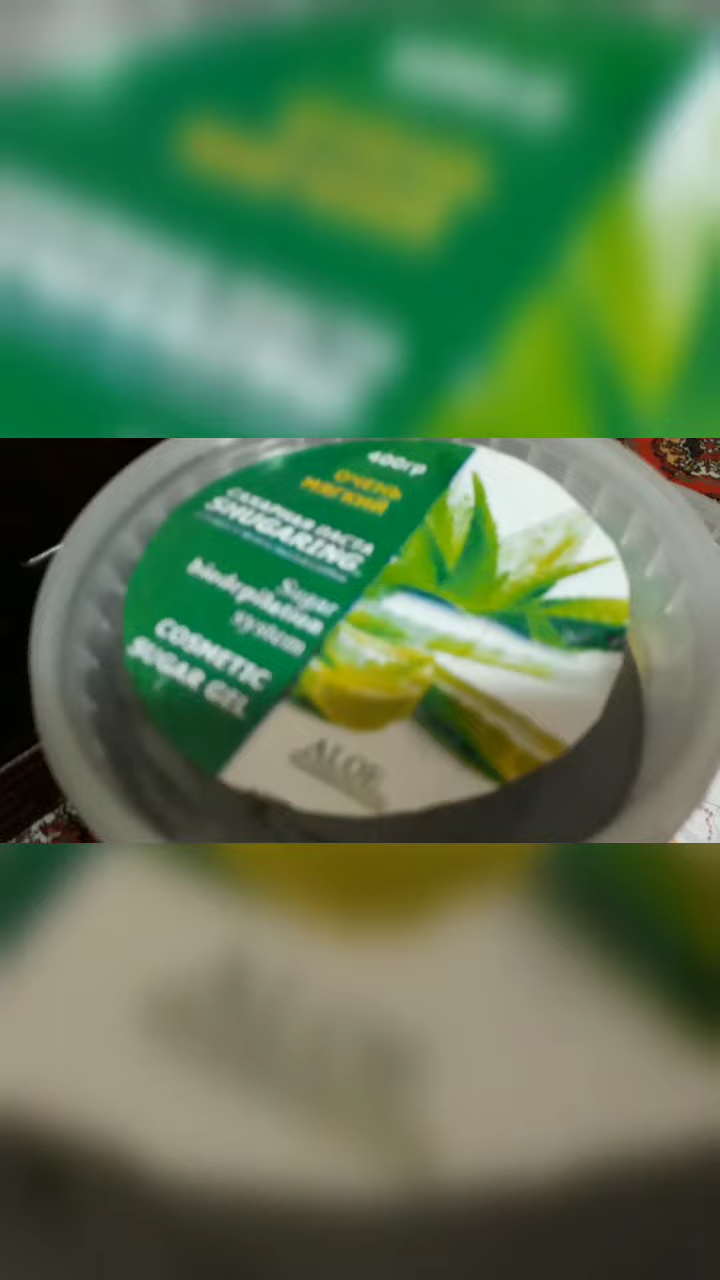 400гр
ОЧЕНЬ
МЯГКИЙ
САХАРНАЯ ПАСТА
SHUGARING
Sugar
biodepilation
system
COSMETIC
SUGAR GEL
ALOE